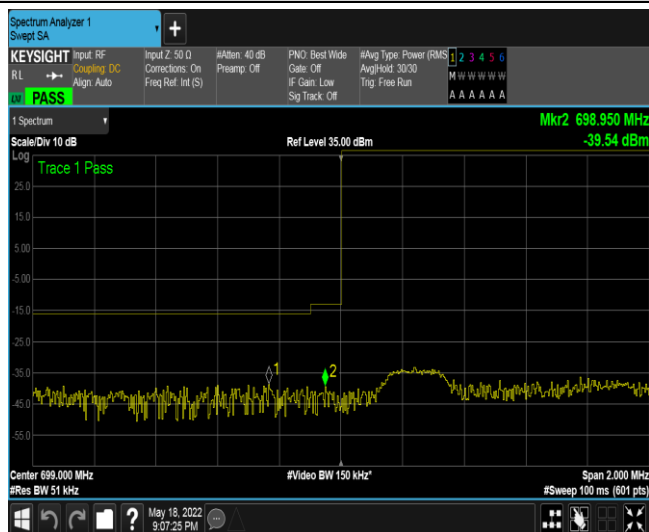 Spectrum Analyzer 1
Swept SA
KEYSIGHT
RL
PASS
Input: RF
Coupling: DC
Align: Auto
Input Z: 50 Ω
Corrections: On
Freq Ref: Int (S)
#Atten: 40 dB
Preamp: Off
PNO: Best Wide
Gate: Off
IF Gain: Low
Sig Track: Off
#Avg Type: Power (RMS
Avg|Hold: 30/30
Trig: Free Run
1 2 3 4 5 6
M W W W W W
A A A A A A
1 Spectrum
Mkr2 698.950 MHz
Scale/Div 10 dB
Ref Level 35.00 dBm
-39.54 dBm
Log
Trace 1 Pass
25.0
15.0
5.00
-5.00
-15.0
-25.0
-35.0
-45.0
-55.0
1
2
Center 699.000 MHz
#Video BW 150 kHz*
Span 2.000 MHz
#Res BW 51 kHz
#Sweep 100 ms (601 pts)
?
May 18, 2022
9:07:25 PM